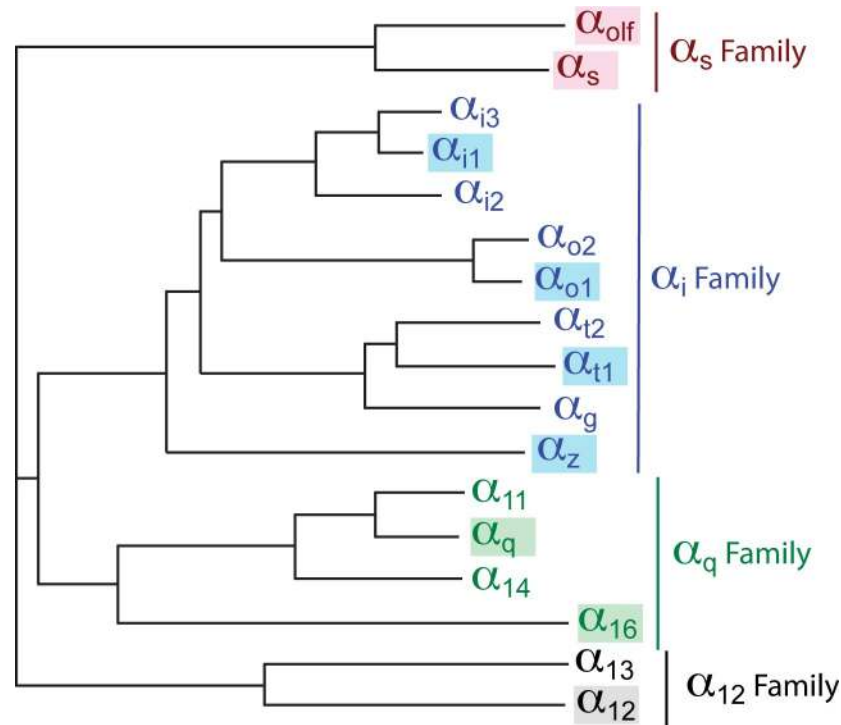 αolf
αs
αs Family
αi3
αi1
αi2
αo2
αo1
αi Family
αt2
αt1
αg
αz
α11
αq
αq Family
α14
α16
α13
α12
α12 Family